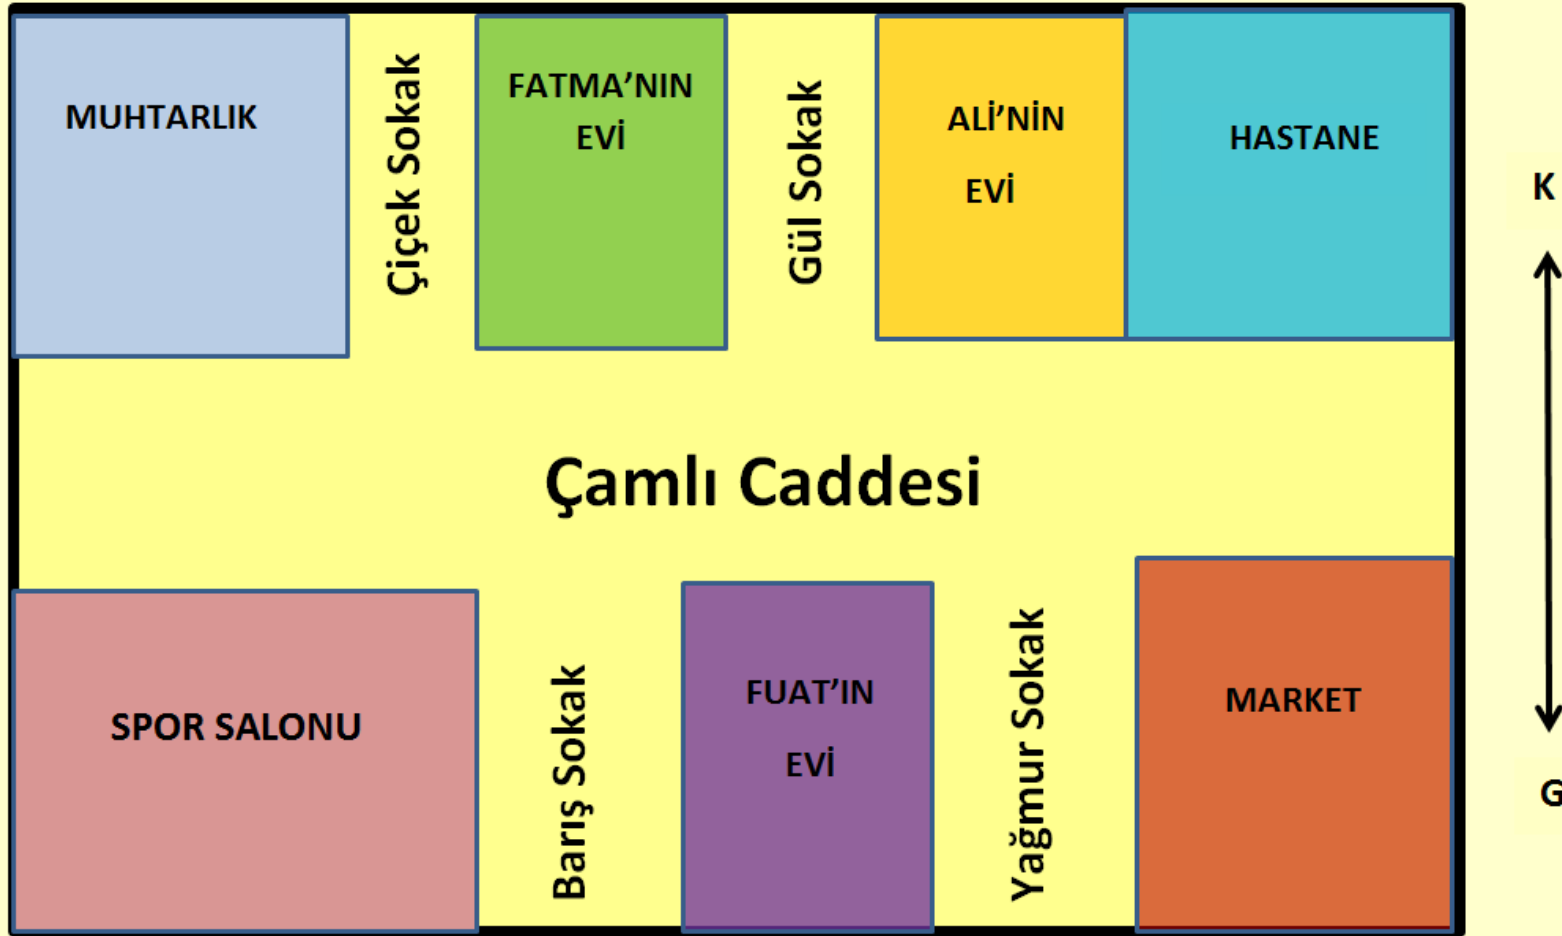 MUHTARLIK
Çiçek Sokak
FATMA’NIN
EVİ
Gül Sokak
ALİ’NİN
EVİ
HASTANE
K
Çamlı Caddesi
SPOR SALONU
Barış Sokak
FUAT’IN
EVİ
Yağmur Sokak
MARKET
G